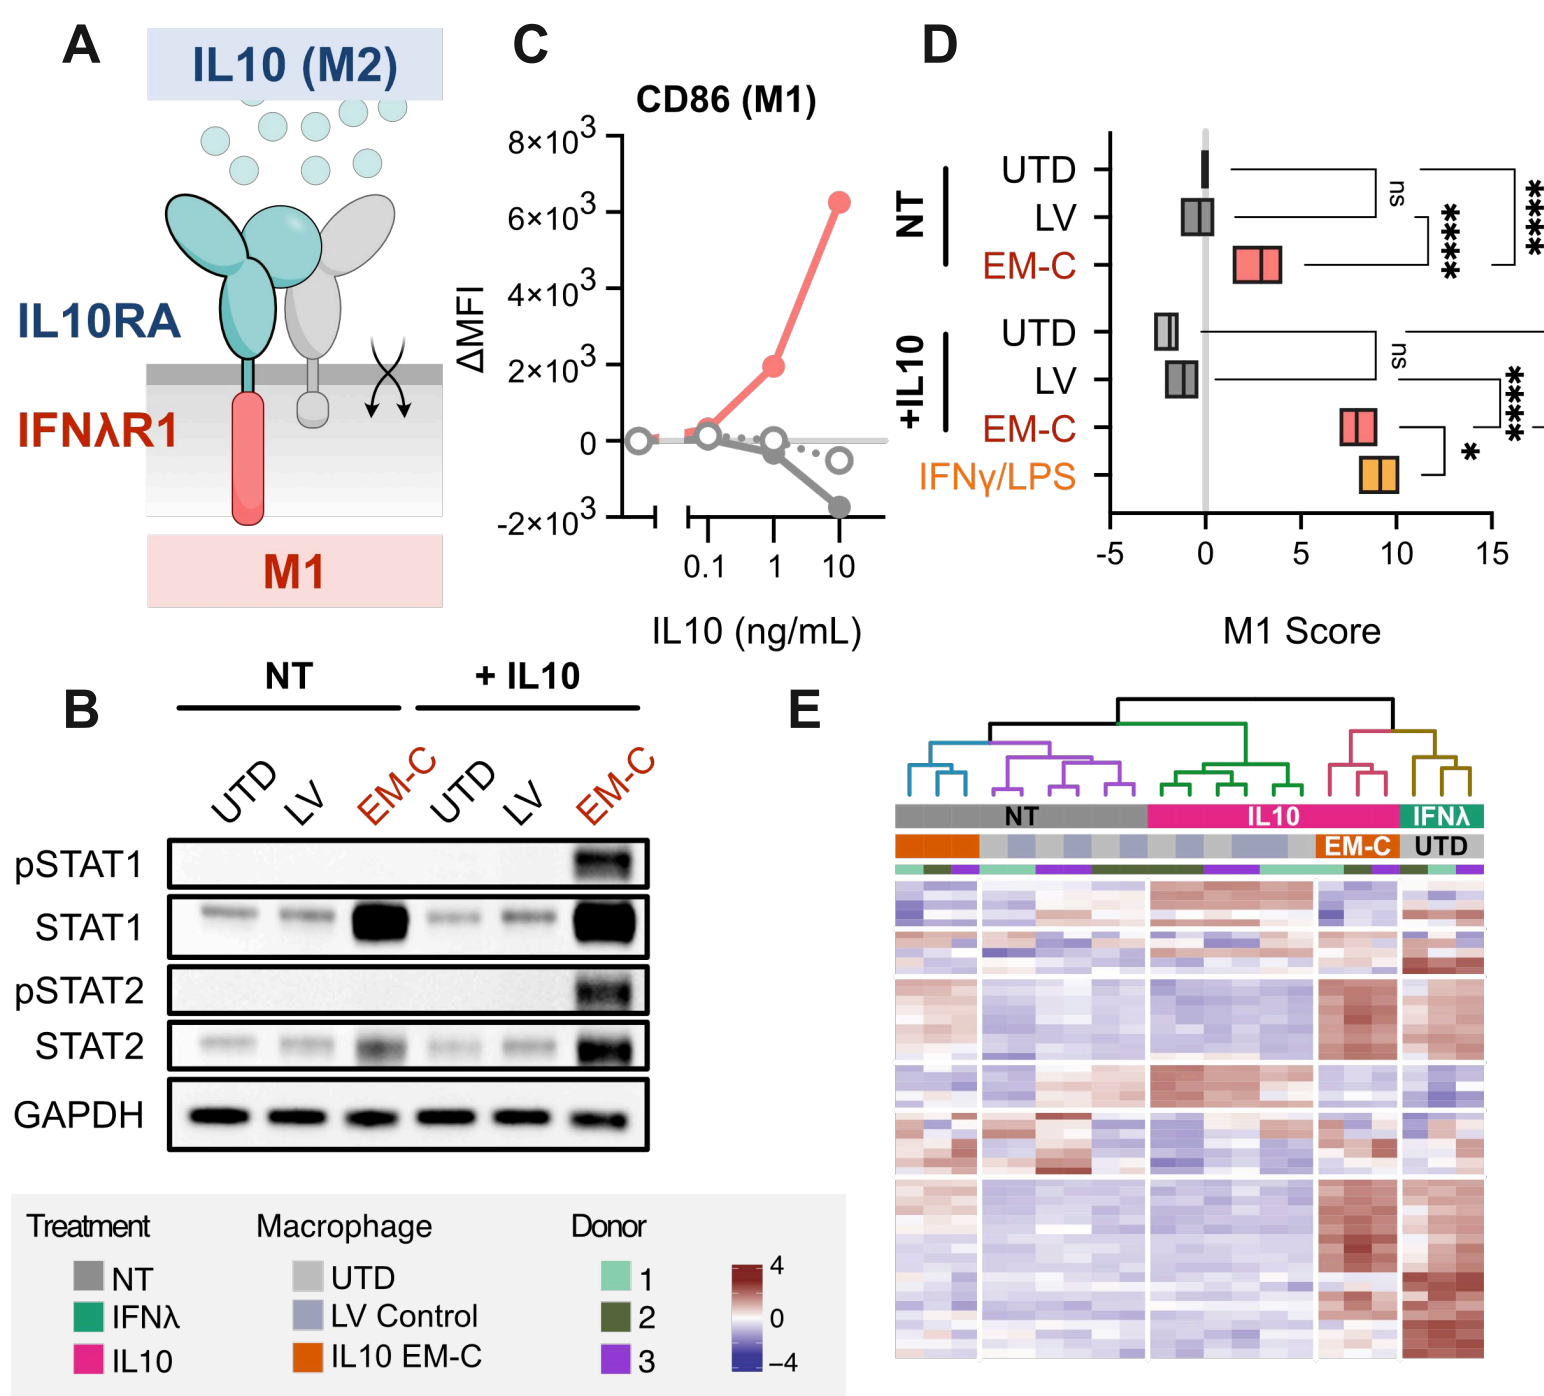 A
IL10 (M2)
IL10RA
IFNλR1
M1
C
CD86 (M1)
ΔMFI
8×10³
6×10³
4×10³
2×10³
0
-2×10³
0.1
1
10
IL10 (ng/mL)
D
NT
UTD
LV
EM-C
+IL10
UTD
LV
EM-C
IFNγ/LPS
ns
****
****
ns
****
*
-5
0
5
10
15
M1 Score
B
NT
+ IL10
UTD
LV
EM-C
UTD
LV
EM-C
pSTAT1
STAT1
pSTAT2
STAT2
GAPDH
E
NT
IL10
IFNλ
EM-C
UTD
Treatment
NT
IFNλ
IL10
Macrophage
UTD
LV Control
IL10 EM-C
Donor
1
2
3
4
0
−4